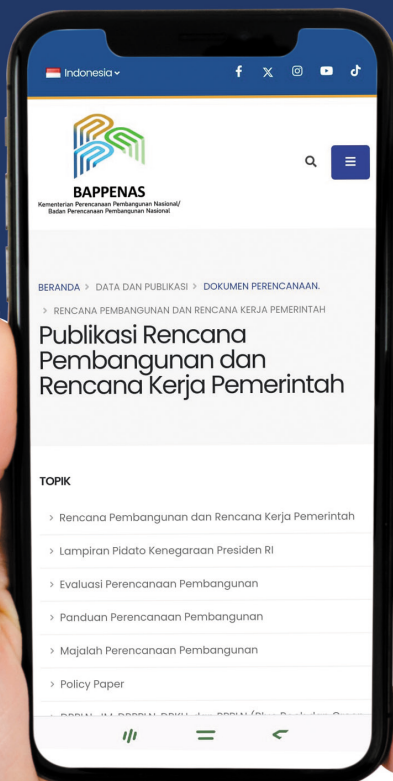 Indonesia
BAPPENAS
Kementerian Perencanaan Pembangunan Nasional/
Badan Perencanaan Pembangunan Nasional
BERANDA > DATA DAN PUBLIKASI > DOKUMEN PERENCANAAN.
> RENCANA PEMBANGUNAN DAN RENCANA KERJA PEMERINTAH
Publikasi Rencana
Pembangunan dan
Rencana Kerja Pemerintah
TOPIK
> Rencana Pembangunan dan Rencana Kerja Pemerintah
> Lampiran Pidato Kenegaraan Presiden RI
> Evaluasi Perencanaan Pembangunan
> Panduan Perencanaan Pembangunan
> Majalah Perencanaan Pembangunan
> Policy Paper